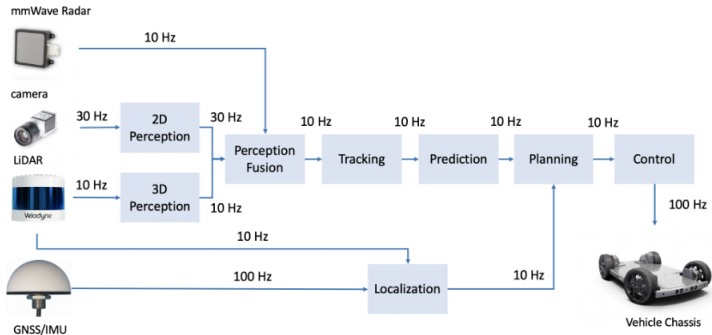 mmWave Radar
10 Hz
camera
30 Hz
2D
Perception
30 Hz
LiDAR
10 Hz
3D
Perception
10 Hz
Velodyne
Perception
Fusion
10 Hz
Tracking
10 Hz
Prediction
10 Hz
Planning
10 Hz
Control
100 Hz
10 Hz
100 Hz
Localization
10 Hz
GNSS/IMU
Vehicle Chassis